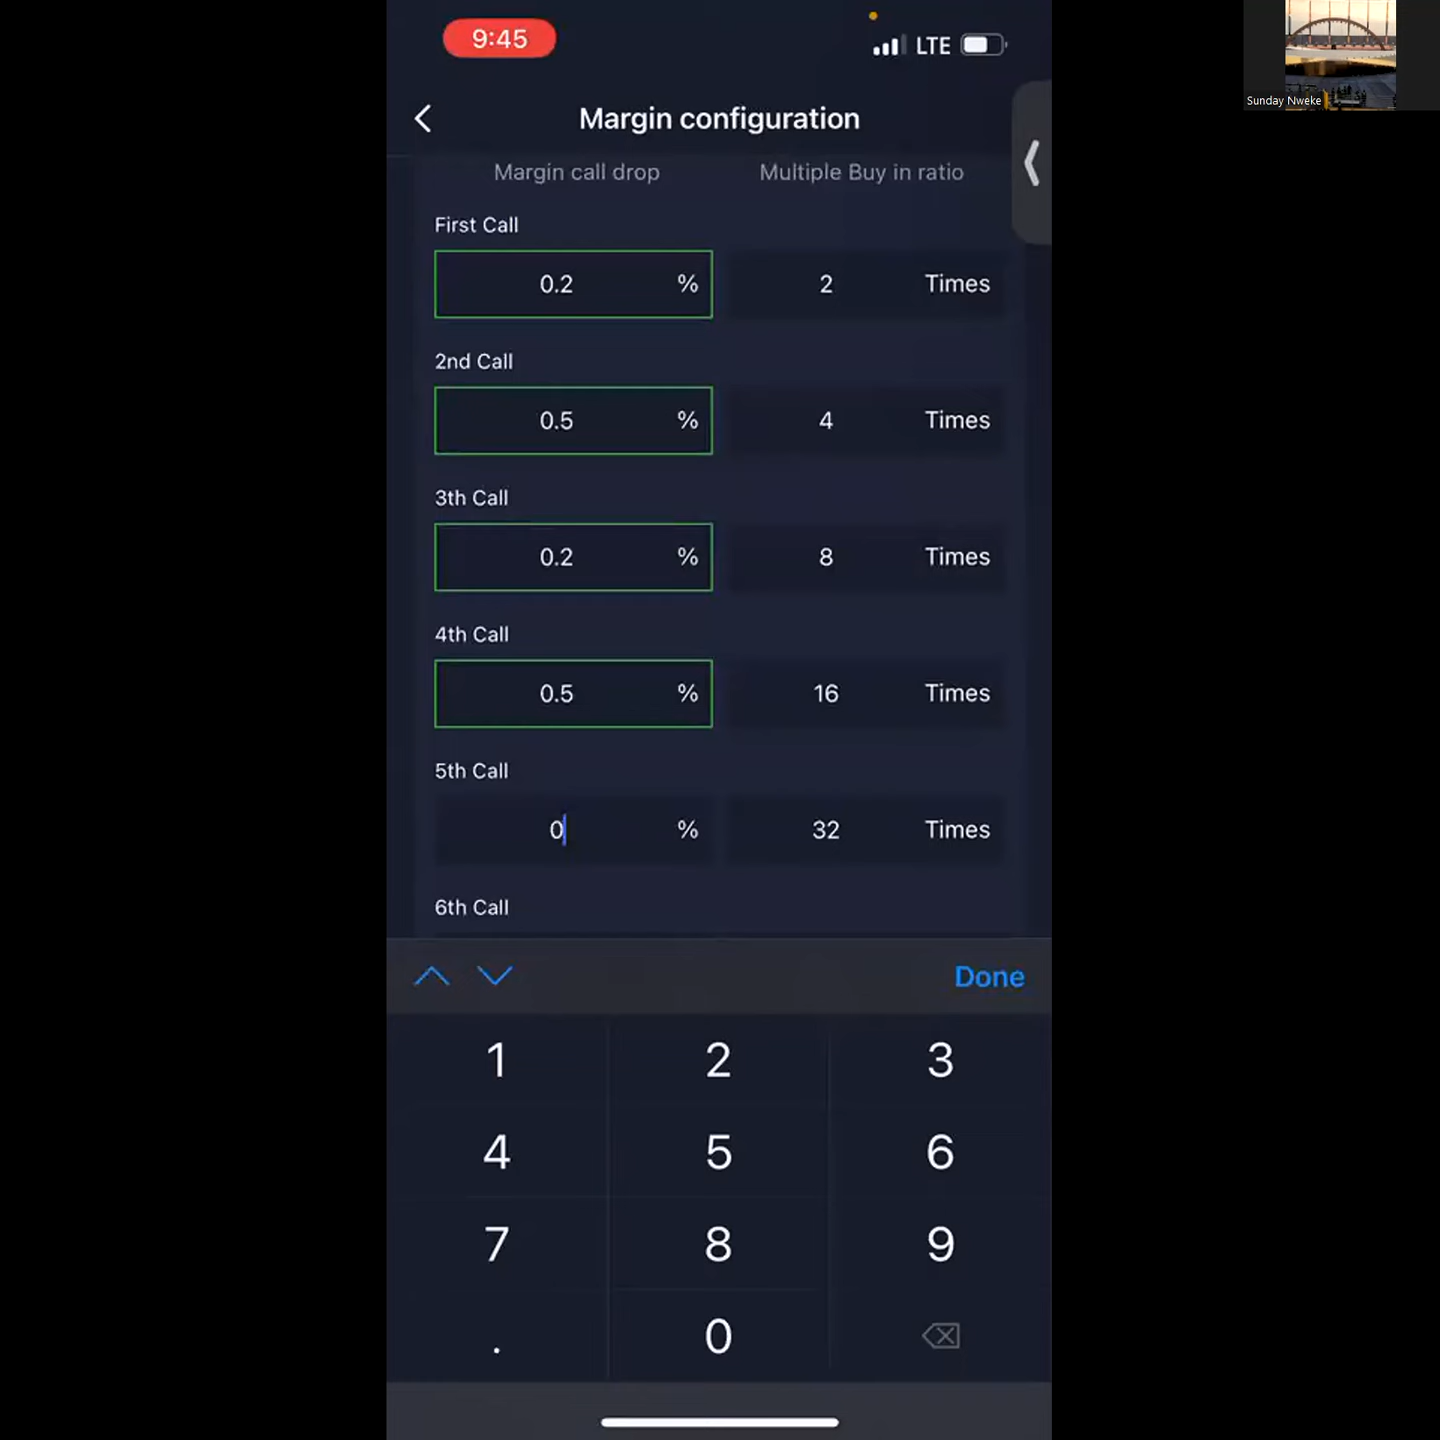 9:45
LTE
Sunday Nweke
Margin configuration
Margin call drop Multiple Buy in ratio
First Call
0.2 % 2 Times
2nd Call
0.5 % 4 Times
3th Call
0.2 % 8 Times
4th Call
0.5 % 16 Times
5th Call
0 % 32 Times
6th Call
Done
1 2 3
4 5 6
7 8 9
. 0